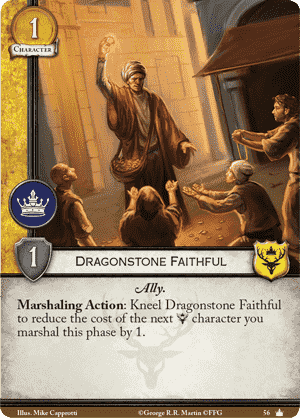 1
CHARACTER
1
DRAGONSTONE FAITHFUL
Ally.
Marshaling Action: Kneel Dragonstone Faithful
to reduce the cost of the next character you
marshal this phase by 1.
Illus. Mike Capprotti ©George R.R. Martin ©FFG 56